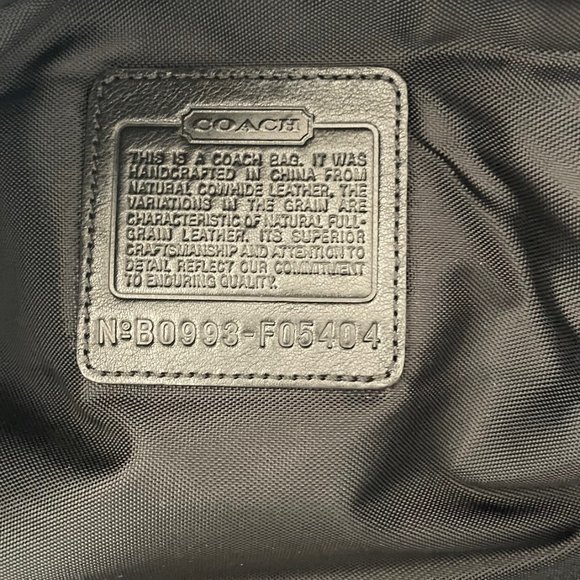 COACH
THIS IS A COACH BAG. IT WAS
HANDCRAFTED IN CHINA FROM
NATURAL COWHIDE LEATHER. THE
VARIATIONS IN THE GRAIN ARE
CHARACTERISTIC OF NATURAL FULL-
GRAIN LEATHER. ITS SUPERIOR
CRAFTSMANSHIP AND ATTENTION TO
DETAIL REFLECT OUR COMMITMENT
TO ENDURING QUALITY.
NºB0993-F05404